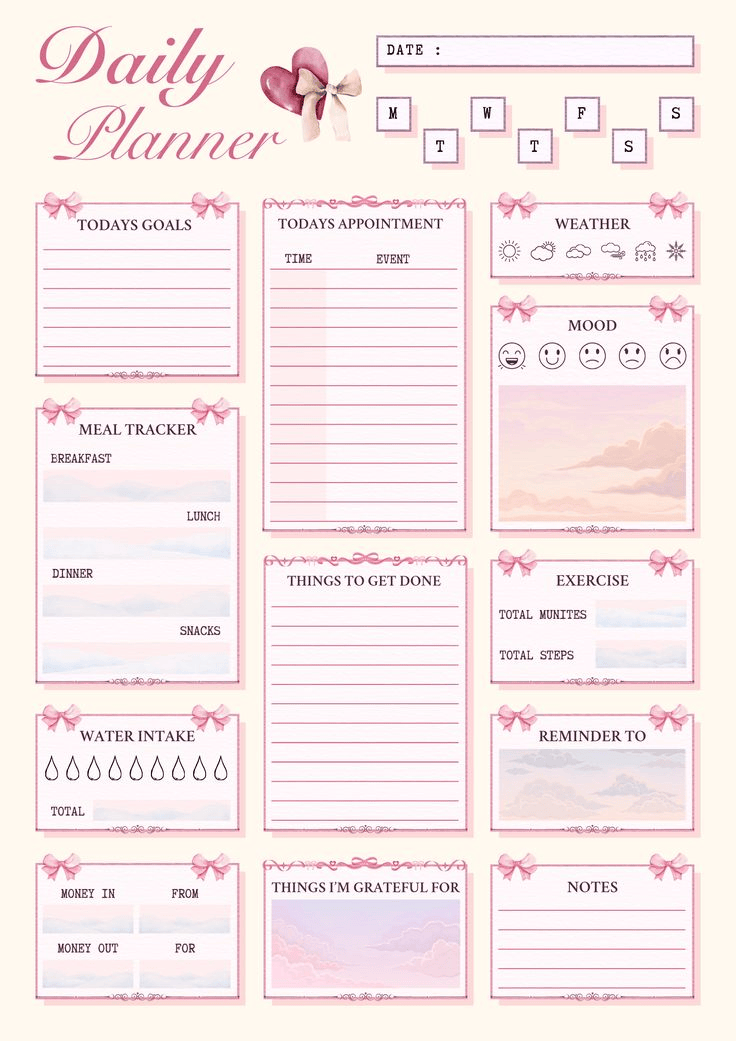 Daily
Planner
DATE :
M T W T F S S
TODAYS GOALS
MEAL TRACKER
BREAKFAST
LUNCH
DINNER
SNACKS
WATER INTAKE
TOTAL
MONEY IN FROM
MONEY OUT FOR
TODAYS APPOINTMENT
TIME EVENT
THINGS TO GET DONE
THINGS I'M GRATEFUL FOR
WEATHER
MOOD
EXERCISE
TOTAL MUNITES
TOTAL STEPS
REMINDER TO
NOTES